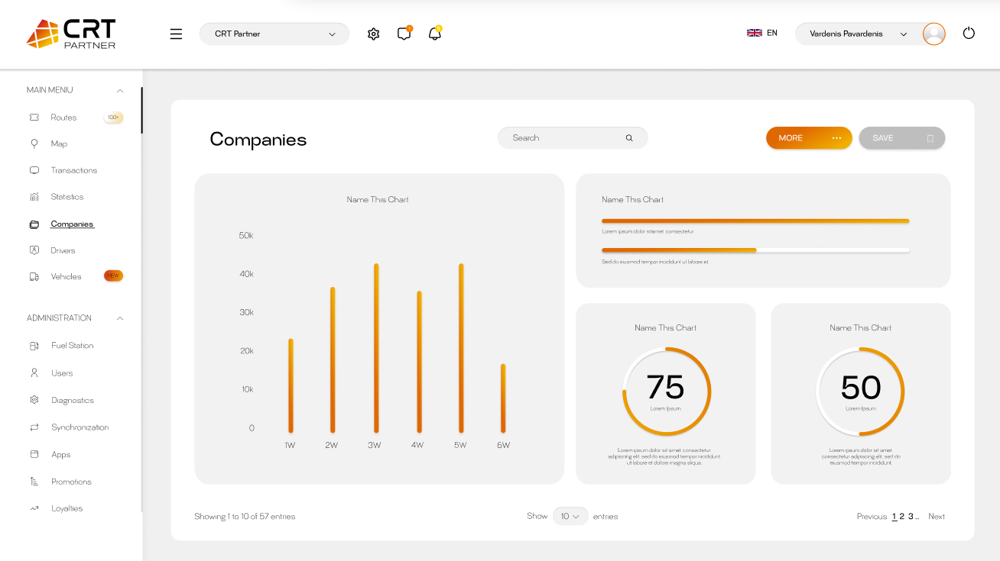 CRT
PARTNER
CRT Partner
1
EN
Vardenis Pavardenis
MAIN MENIU
Routes
100+
Map
Transactions
Statistics
Companies
Drivers
Vehicles
NEW
ADMINISTRATION
Fuel Station
Users
Diagnostics
Synchronization
Apps
Promotions
Loyalties
Companies
Search
MORE
SAVE
Name This Chart
50k
40k
30k
20k
10k
0
1W 2W 3W 4W 5W 6W
Name This Chart
Lorem ipsum dolor sitamet consectetur
Sed do eiusmod tempor incididunt ut labore et
Name This Chart
75
Lorem Ipsum
Lorem ipsum dolor sit amet consectetur
adipiscing elit, sed do eiusmod tempor incididunt
ut labore et dolore magna aliqua.
Name This Chart
50
Lorem Ipsum
Lorem ipsum dolor sit amet
consectetur adipiscing elit, sed do
eiusmod tempor incididunt
Showing 1 to 10 of 57 entries
Show 10 entries
Previous 1 2 3 ... Next